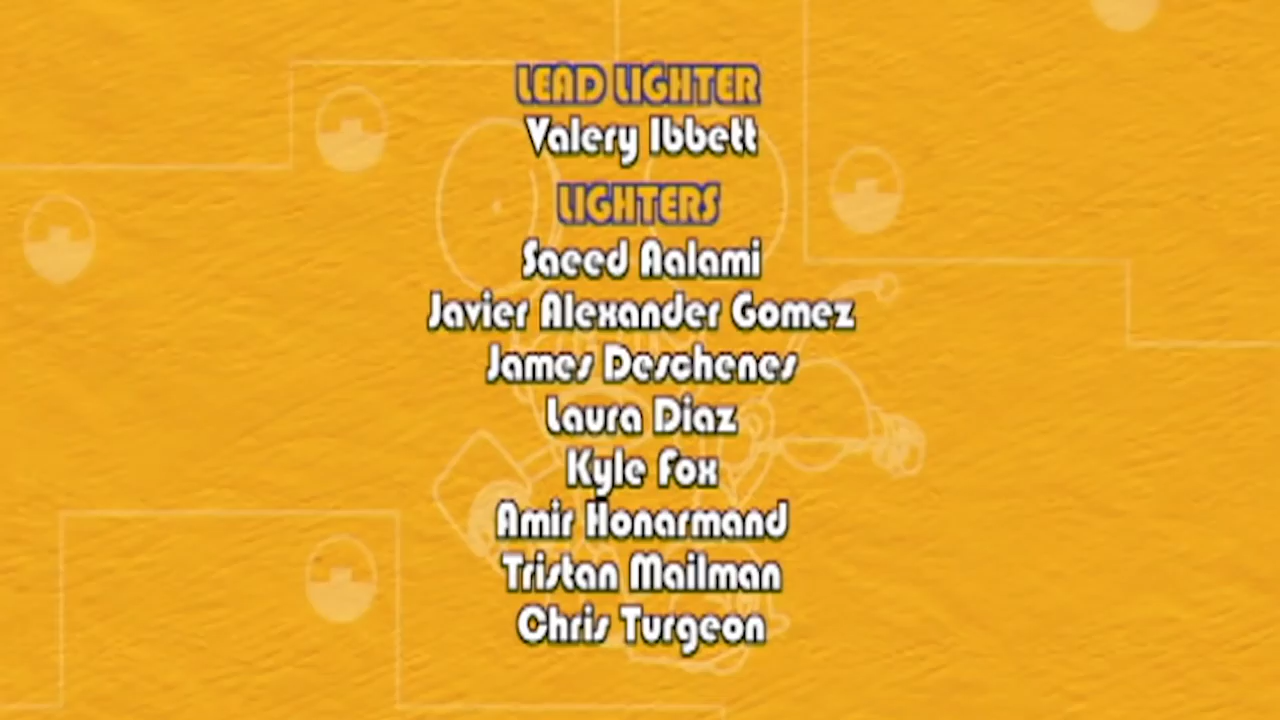 LEAD LIGHTER
Valery Ibbett
LIGHTERS
Saeed Aalami
Javier Alexander Gomez
James Deschenes
Laura Diaz
Kyle Fox
Amir Honarmand
Tristan Mailman
Chris Turgeon